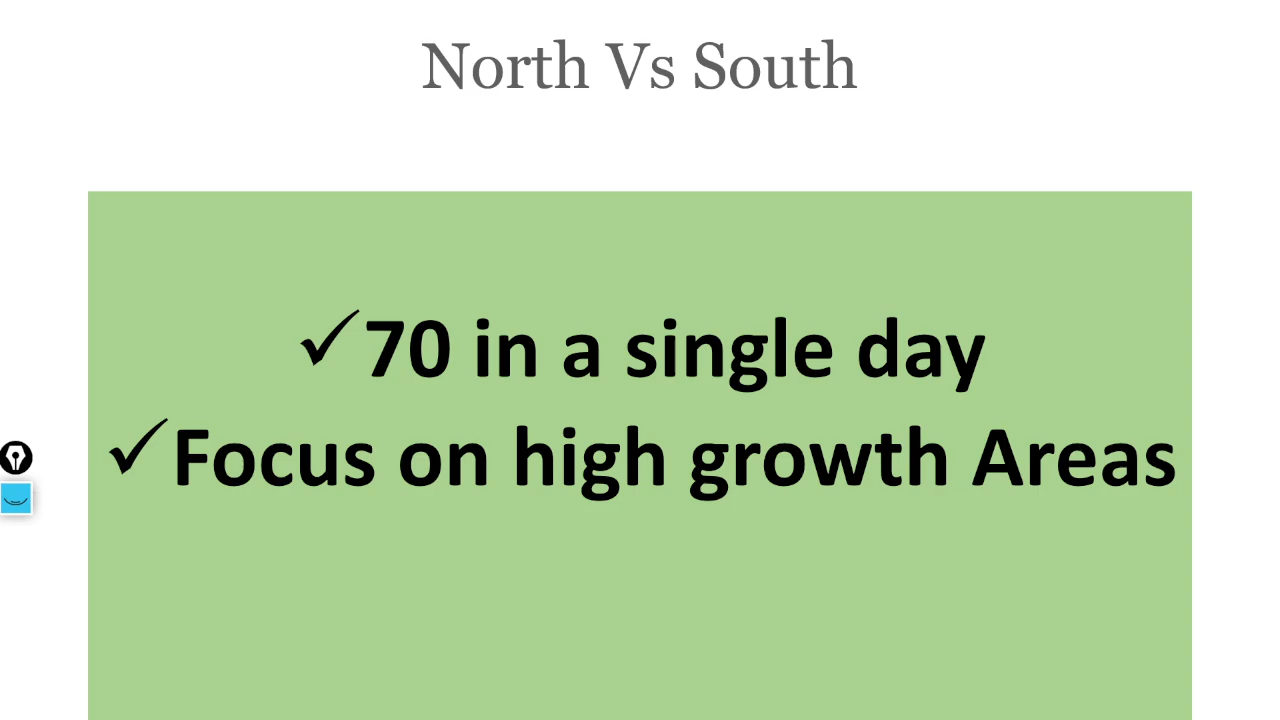 North Vs South
✓70 in a single day
✓Focus on high growth Areas